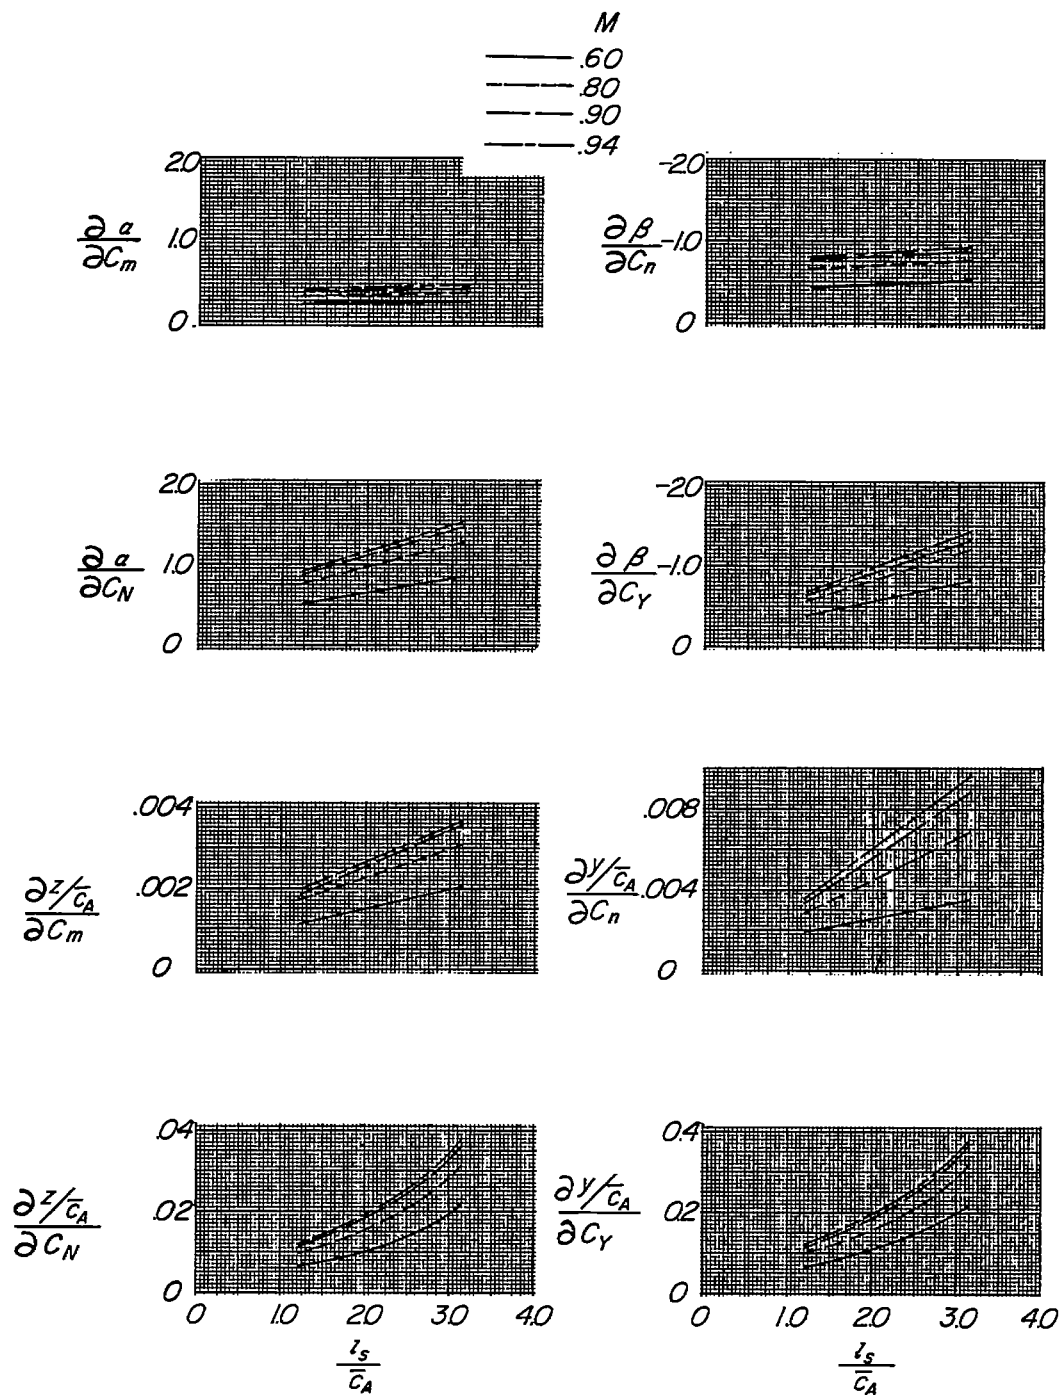 M
.60
.80
.90
.94
2.0
1.0
0
∂α
∂Cm
-2.0
-1.0
0
∂β
∂Cn
2.0
1.0
0
∂α
∂CN
-2.0
-1.0
0
∂β
∂CY
.004
.002
0
∂z/c̄A
∂Cm
.008
.004
0
∂y/c̄A
∂Cn
.04
.02
0
∂z/c̄A
∂CN
0 1.0 2.0 3.0 4.0
ls
c̄A
0.4
0.2
0
∂y/c̄A
∂CY
0 1.0 2.0 3.0 4.0
ls
c̄A